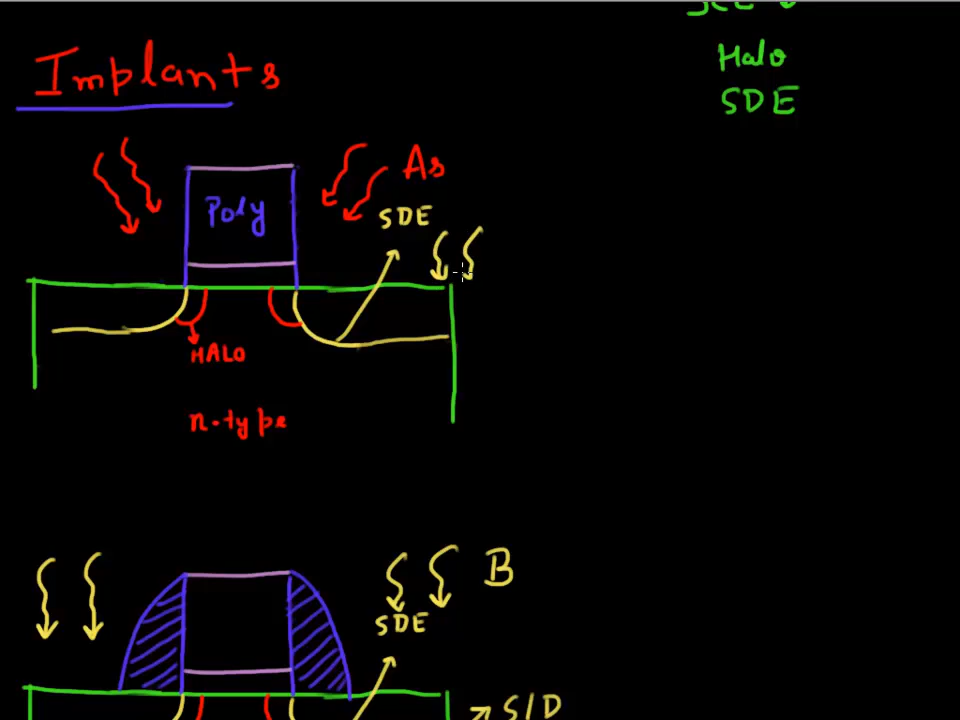 Halo
SDE
Implants
As
Poly
SDE
HALO
n-type
B
SDE
S/D